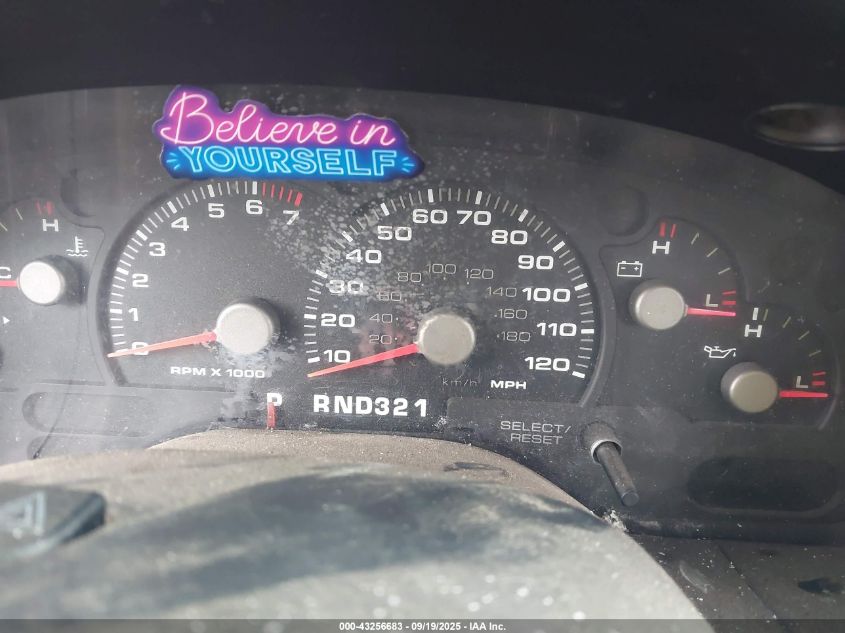 Believe in
YOURSELF
H
C
0 1 2 3 4 5 6 7
RPM X 1000
10 20 30 40 50 60 70 80 90 100 110 120
20 40 60 80 100 120 140 160 180
km/h MPH
H
L
H
L
P RND321
SELECT/
RESET
000-43256683 / 09/19/2025 - IAA Inc.